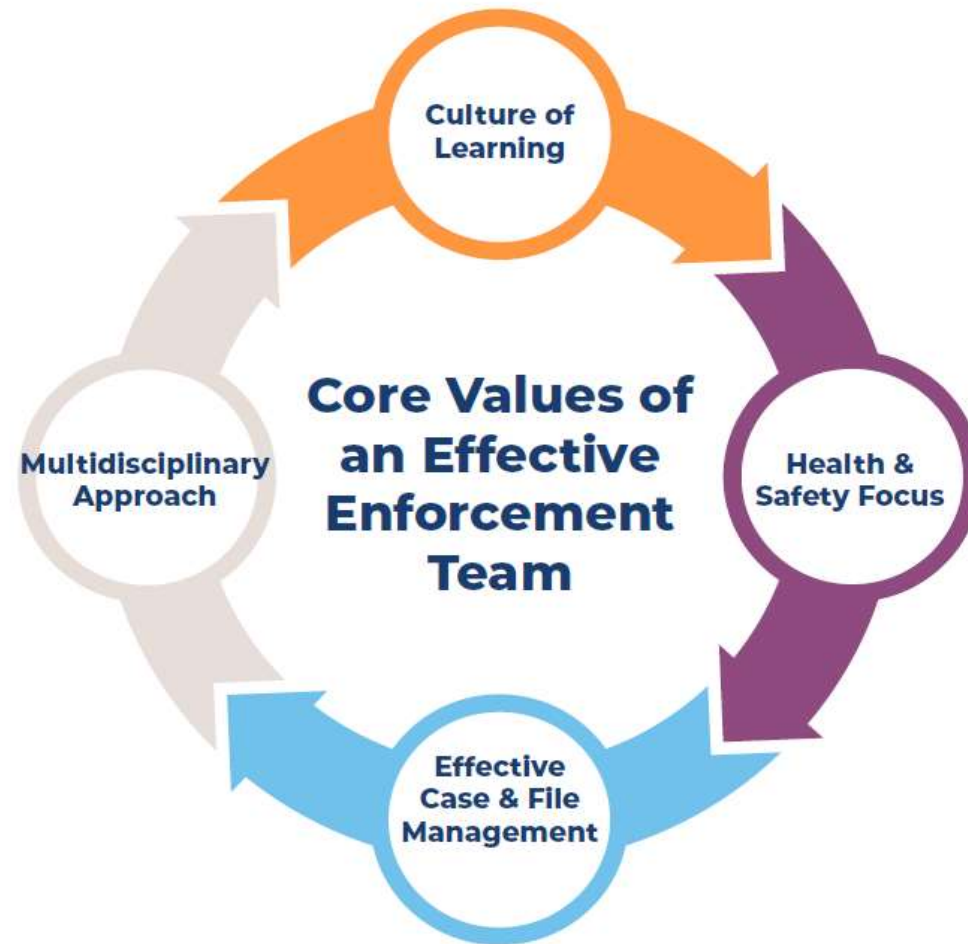 Culture of
Learning
Core Values of
an Effective
Enforcement
Team
Health &
Safety Focus
Effective
Case & File
Management
Multidisciplinary
Approach